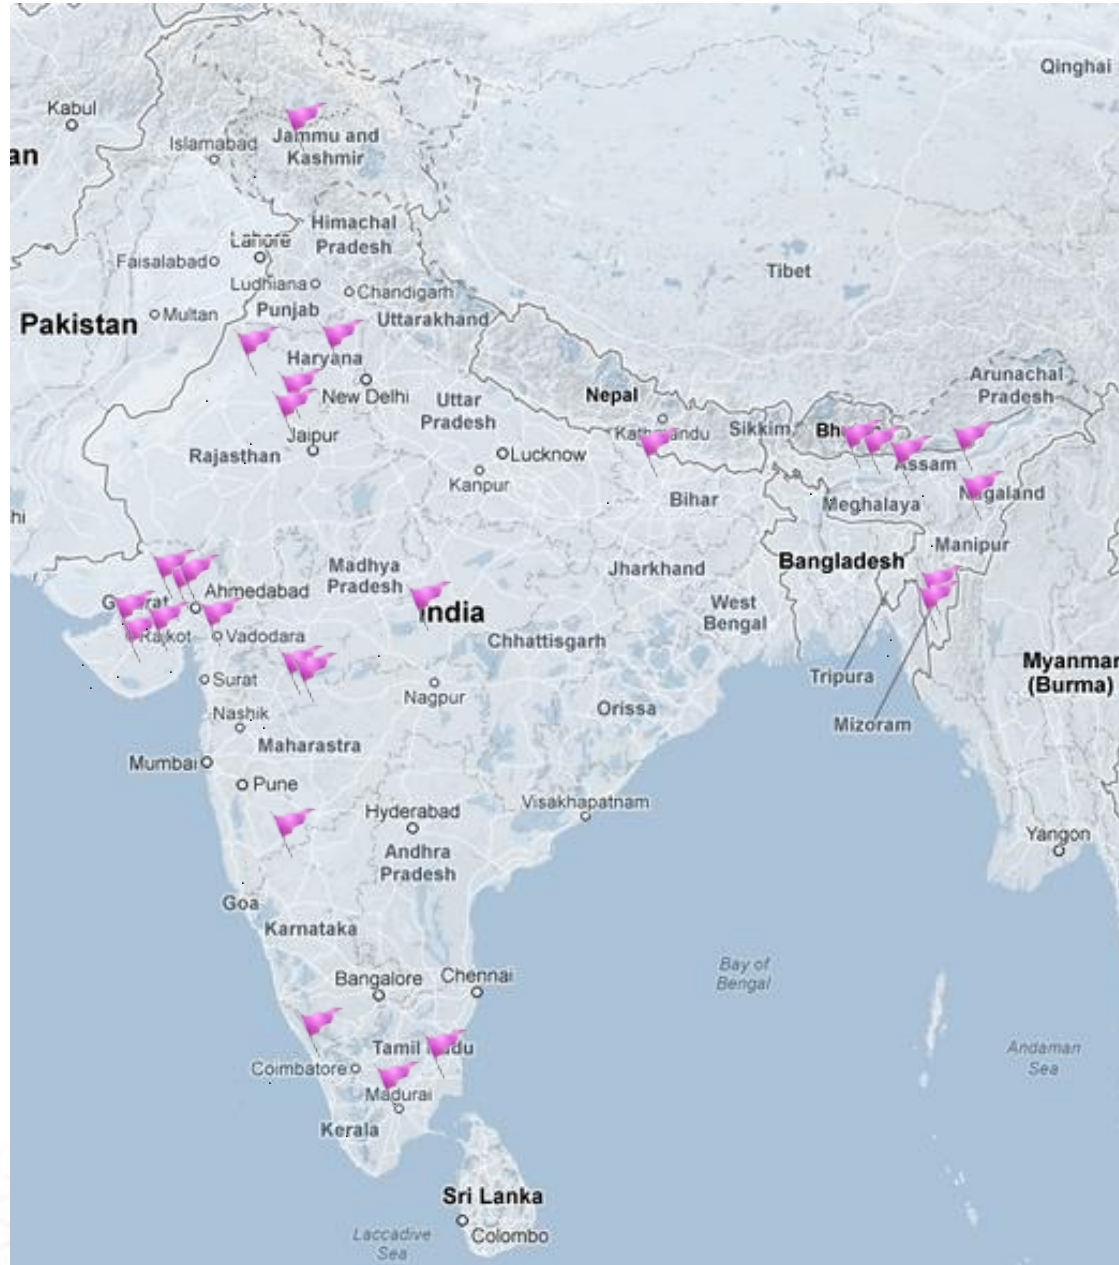 Qinghai
Kabul
an
Islamabad
Jammu and
Kashmir
Himachal
Pradesh
Lahore
Faisalabad
Tibet
Ludhiana
Chandigarh
Punjab
Multan
Pakistan
Uttarakhand
Haryana
New Delhi
Nepal
Arunachal
Pradesh
Uttar
Pradesh
Sikkim
Jaipur
Rajasthan
Lucknow
Assam
Kanpur
Bihar
Meghalaya
hi
Manipur
Madhya
Pradesh
Jharkhand
Bangladesh
Ahmedabad
India
West
Bengal
Rajkot
Vadodara
Chhattisgarh
Surat
Nagpur
Tripura
Myanmar
(Burma)
Orissa
Nashik
Mizoram
Maharastra
Mumbai
Pune
Hyderabad
Visakhapatnam
Andhra
Pradesh
Yangon
Goa
Karnataka
Bangalore
Chennai
Bay of
Bengal
Tamil
Coimbatore
Andaman
Sea
Madurai
Kerala
Sri Lanka
Colombo
Laccadive
Sea